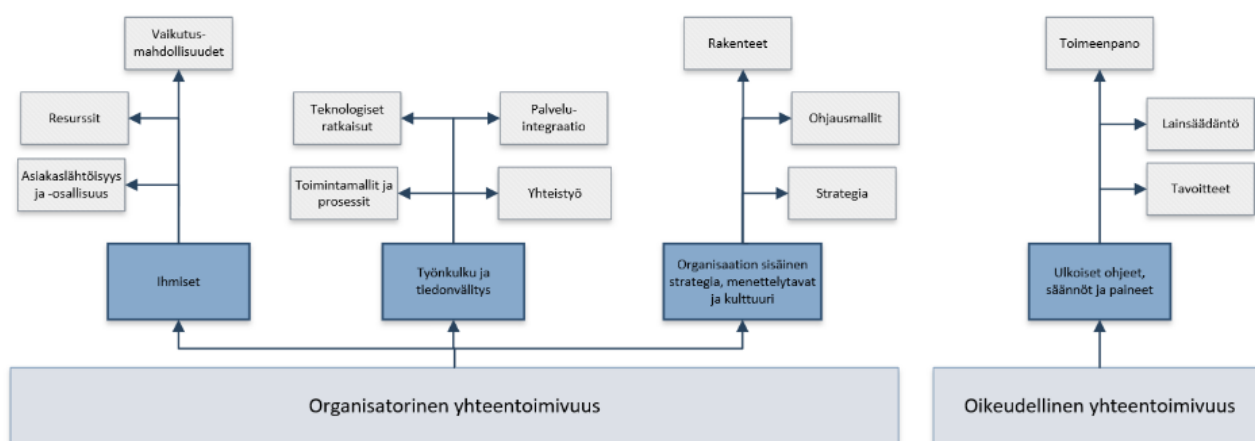 Vaikutus-
mahdollisuudet
Resurssit
Asiakaslähtöisyys
ja -osallisuus
Ihmiset
Teknologiset
ratkaisut
Palvelu-
integraatio
Toimintamallit ja
prosessit
Yhteistyö
Työnkulku ja
tiedonvälitys
Rakenteet
Ohjausmallit
Strategia
Organisaation sisäinen
strategia, menettelytavat
ja kulttuuri
Toimeenpano
Lainsäädäntö
Tavoitteet
Ulkoiset ohjeet,
säännöt ja paineet
Organisatorinen yhteentoimivuus
Oikeudellinen yhteentoimivuus